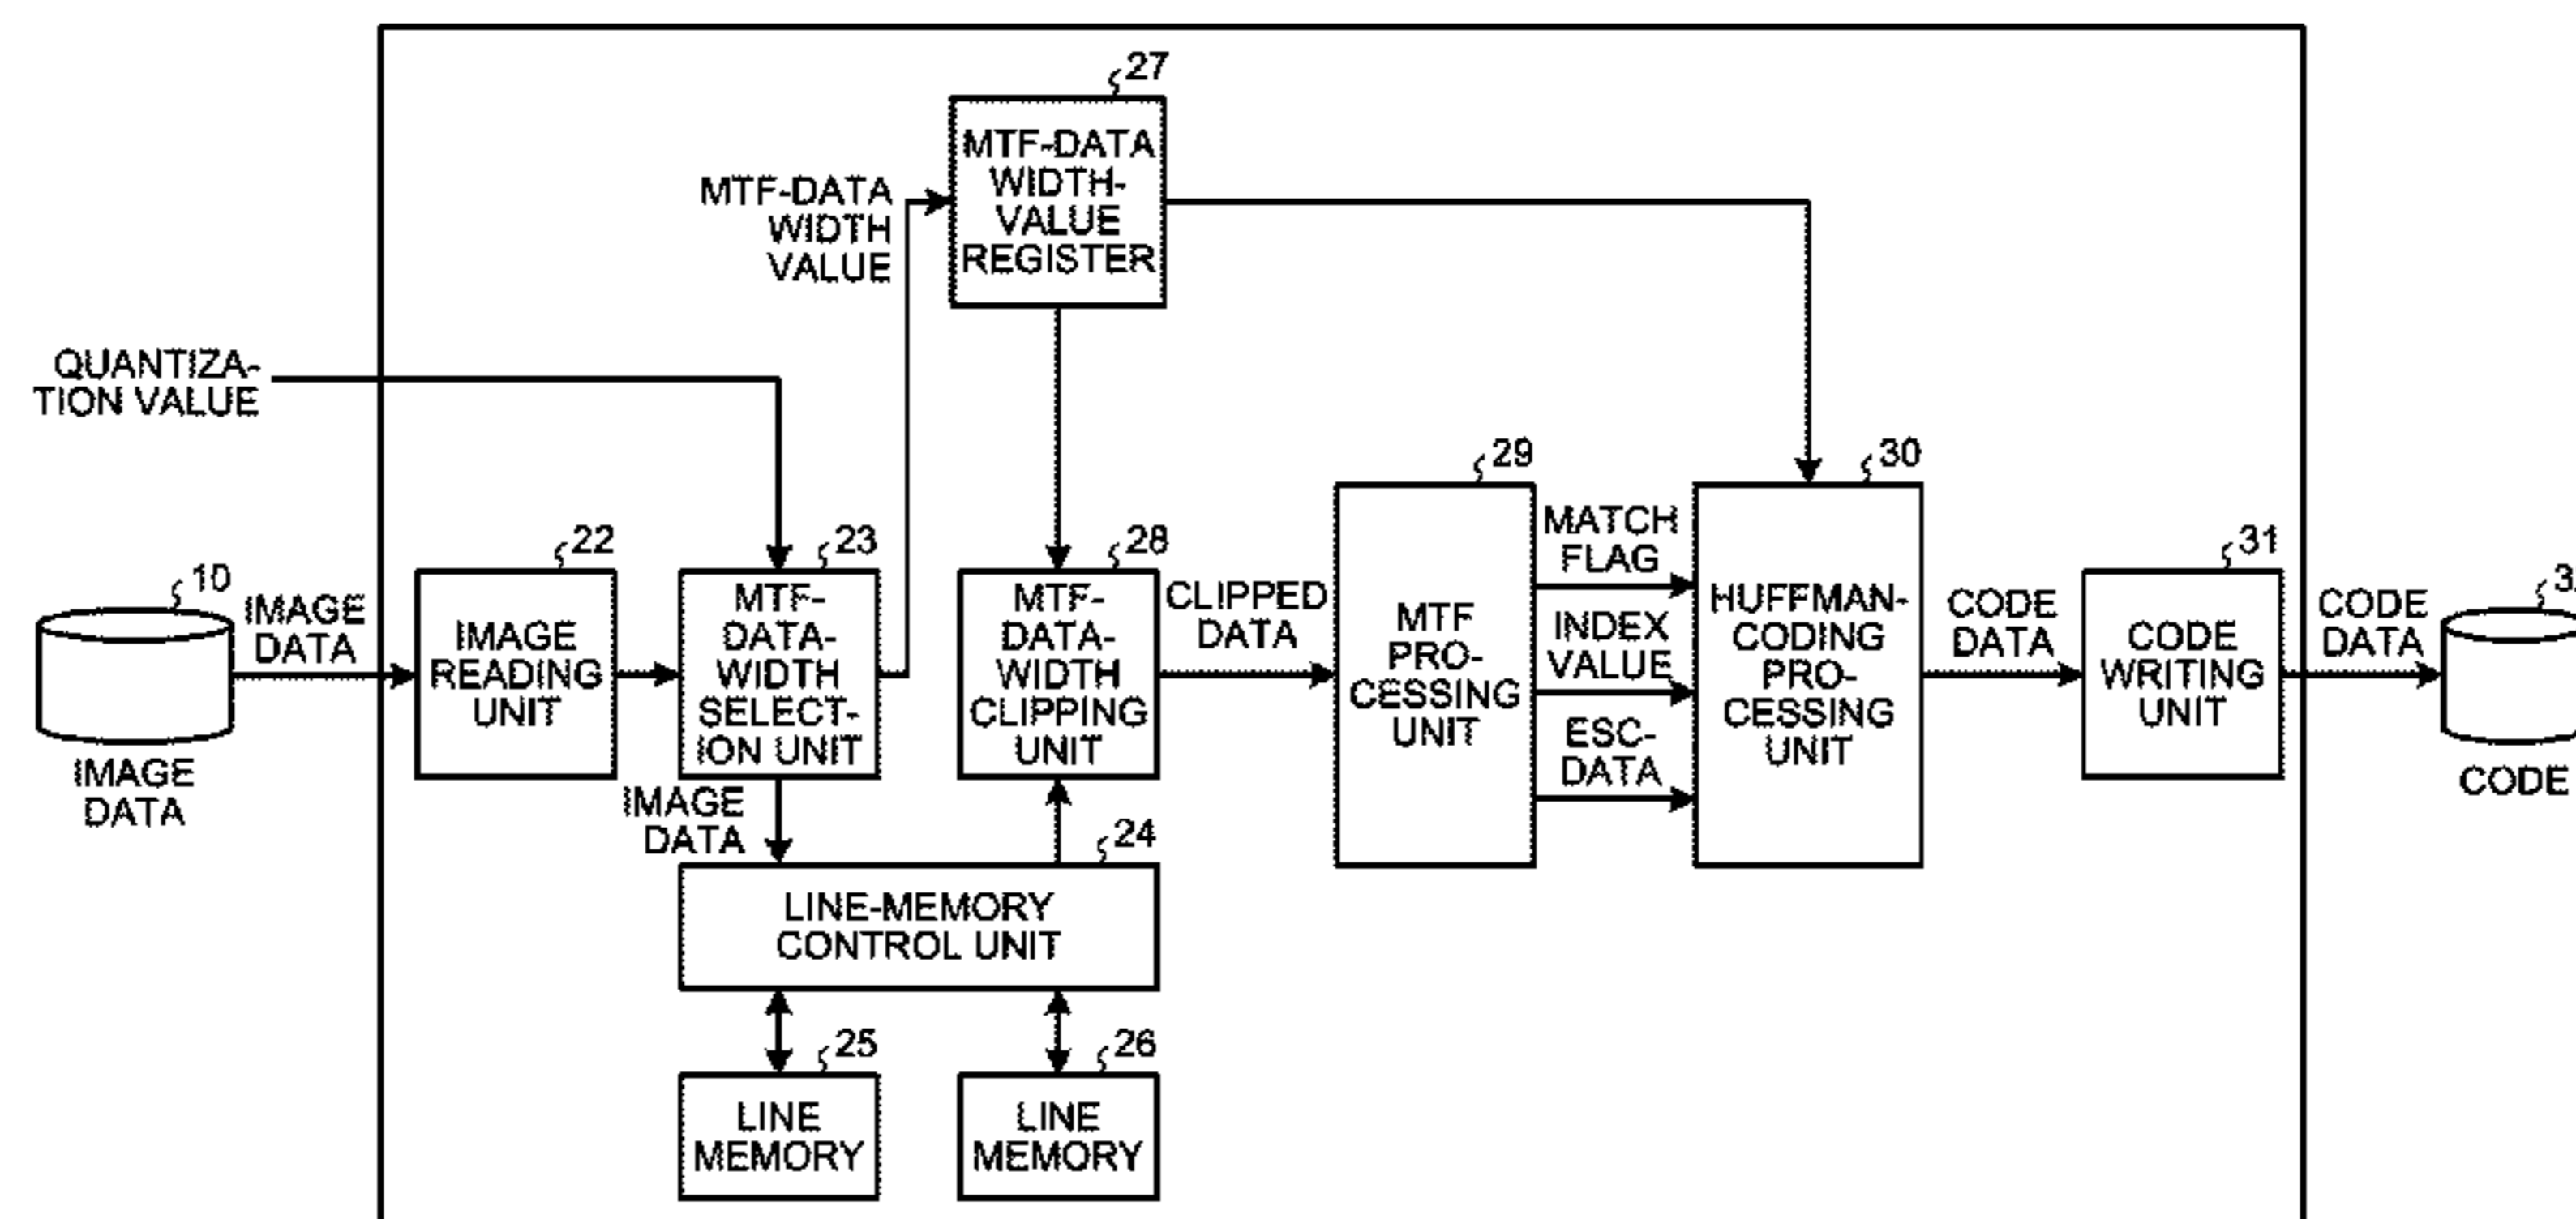 27
MTF-DATA
WIDTH-
VALUE
REGISTER
MTF-DATA
WIDTH
VALUE
QUANTIZA-
TION VALUE
10
IMAGE
DATA
IMAGE
DATA
22
IMAGE
READING
UNIT
23
MTF-
DATA-
WIDTH
SELECT-
ION UNIT
IMAGE
DATA
28
MTF-
DATA-
WIDTH
CLIPPING
UNIT
CLIPPED
DATA
29
MTF
PRO-
CESSING
UNIT
MATCH
FLAG
INDEX
VALUE
ESC-
DATA
30
HUFFMAN-
CODING
PRO-
CESSING
UNIT
CODE
DATA
31
CODE
WRITING
UNIT
CODE
DATA
CODE
24
LINE-MEMORY
CONTROL UNIT
25
LINE
MEMORY
26
LINE
MEMORY